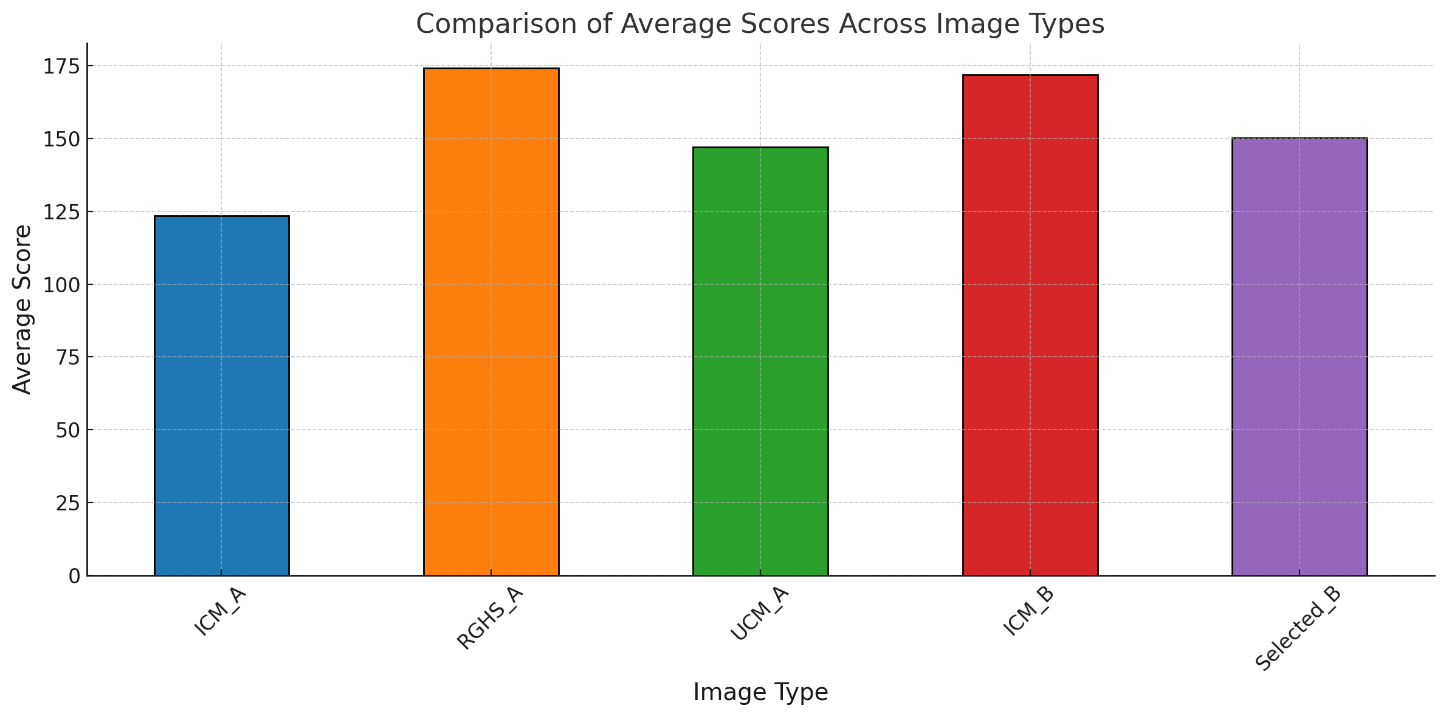 Comparison of Average Scores Across Image Types
Average Score
175
150
125
100
75
50
25
0
ICM_A
RGHS_A
UCM_A
ICM_B
Selected_B
Image Type